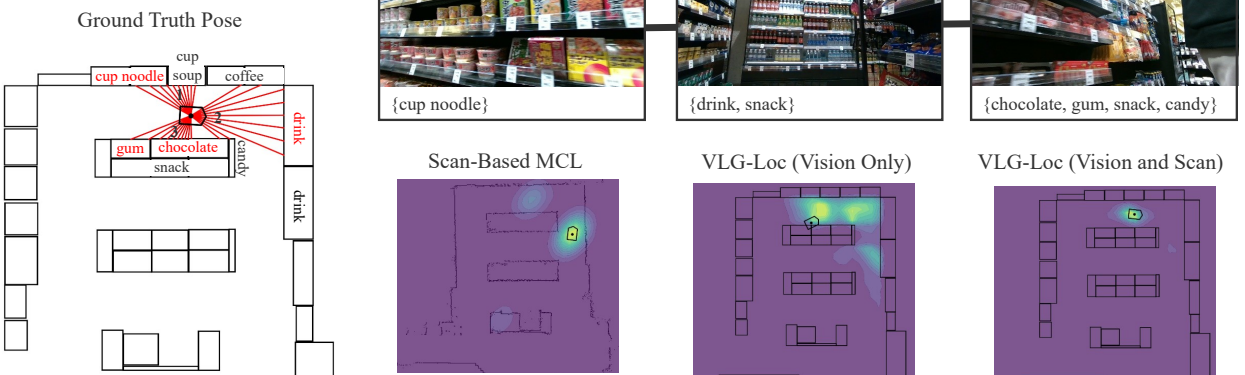 Ground Truth Pose
cup noodle
cup
soup
coffee
1
2
3
drink
gum
chocolate
candy
snack
drink
{cup noodle}
{drink, snack}
{chocolate, gum, snack, candy}
Scan-Based MCL
VLG-Loc (Vision Only)
VLG-Loc (Vision and Scan)